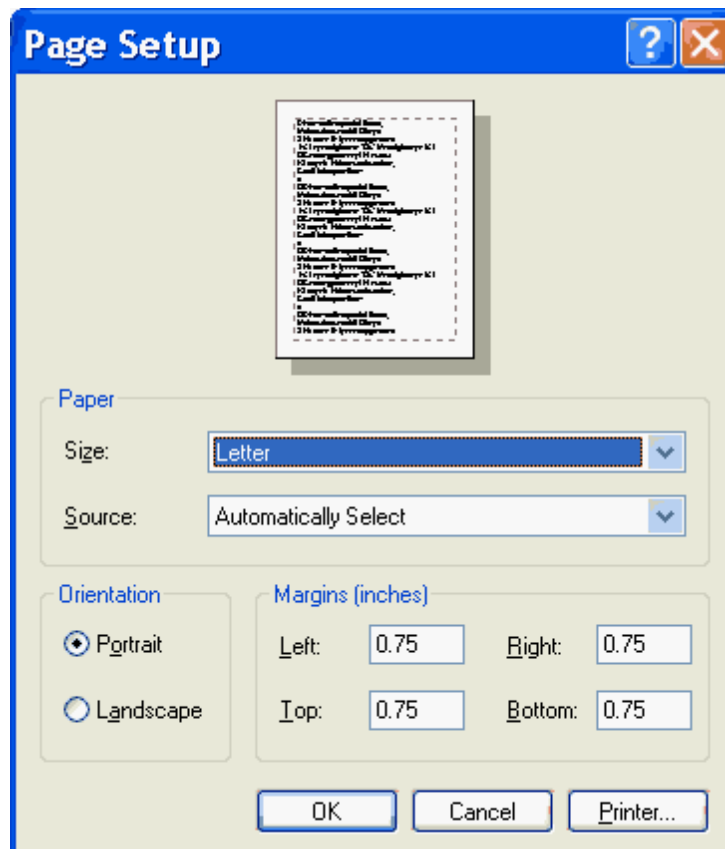 Page Setup
?
Paper
Size: Letter
Source: Automatically Select
Orientation
Margins (inches)
Portrait
Left: 0.75 Right: 0.75
Landscape
Top: 0.75 Bottom: 0.75
OK Cancel Printer...